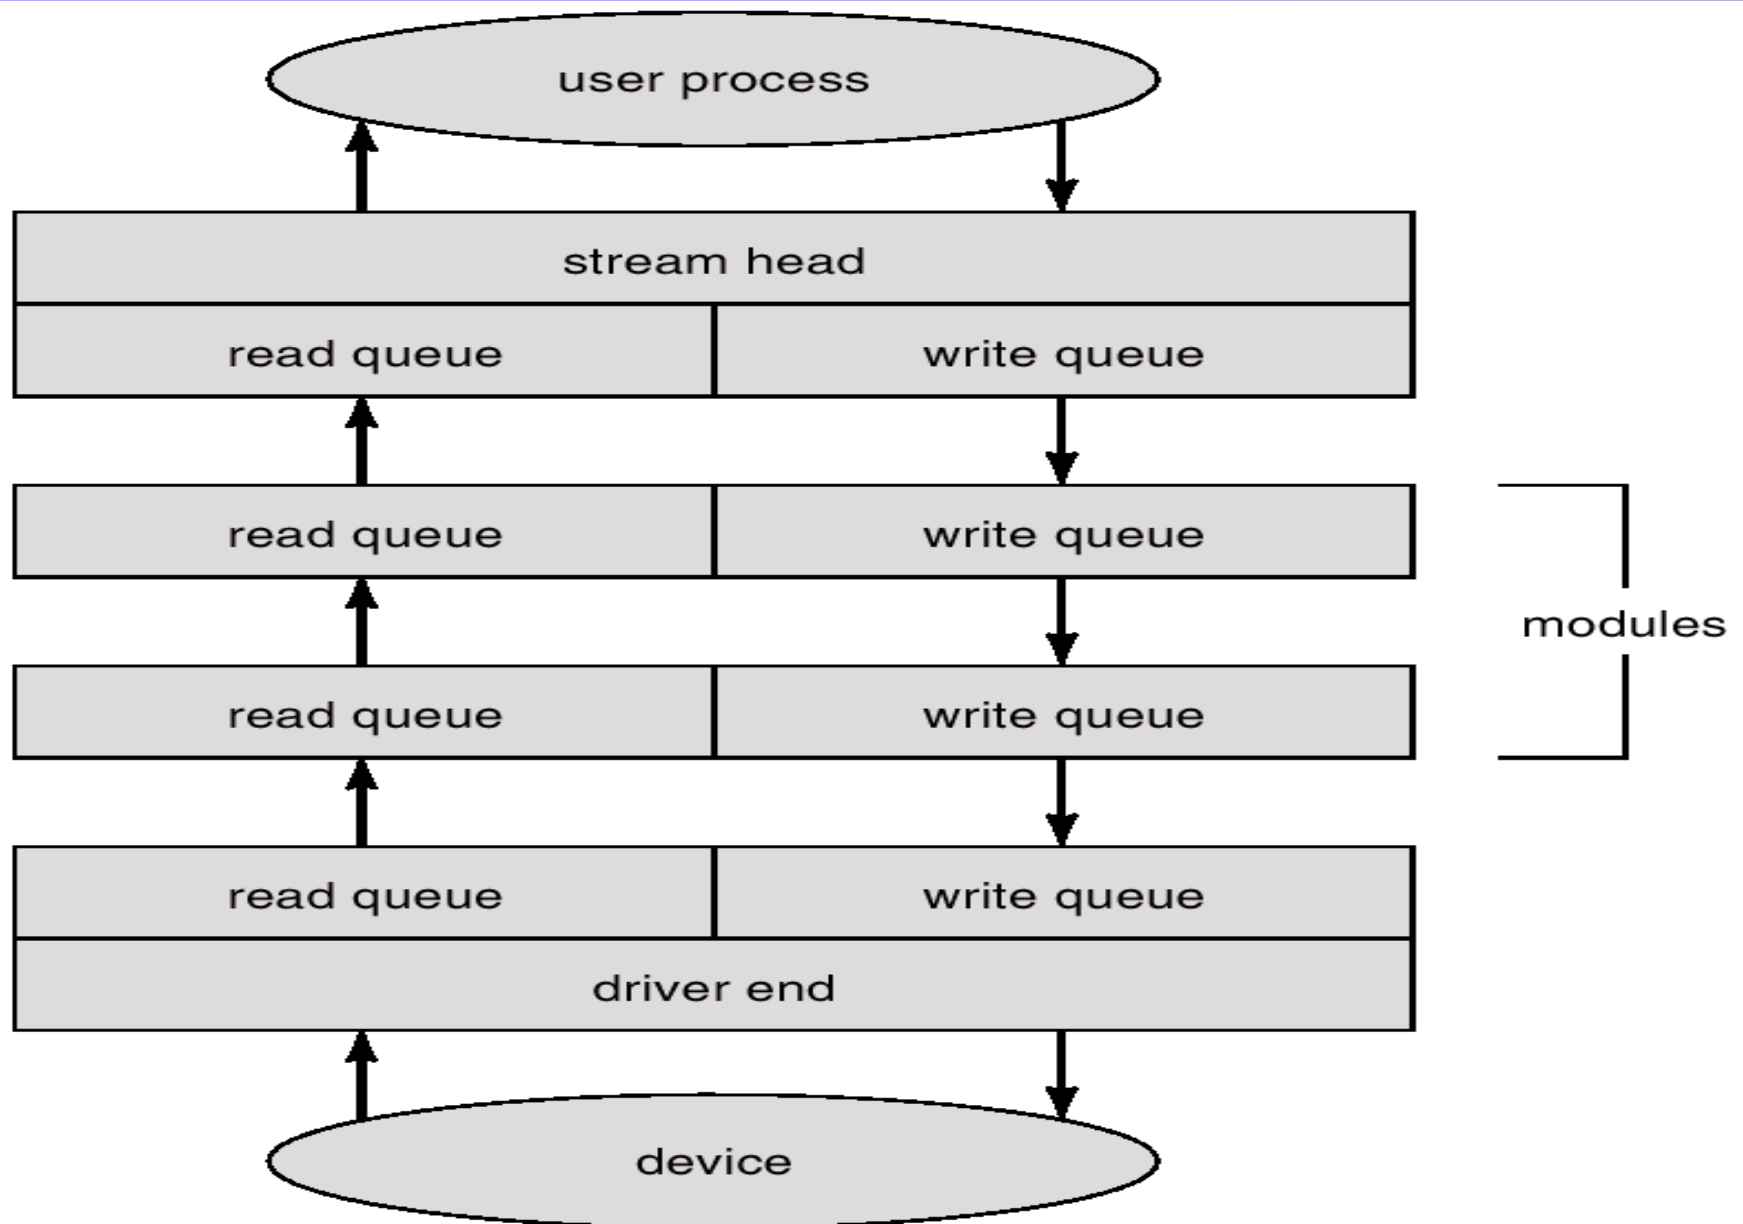 user process
stream head
read queue
write queue
read queue
write queue
modules
read queue
write queue
read queue
write queue
driver end
device